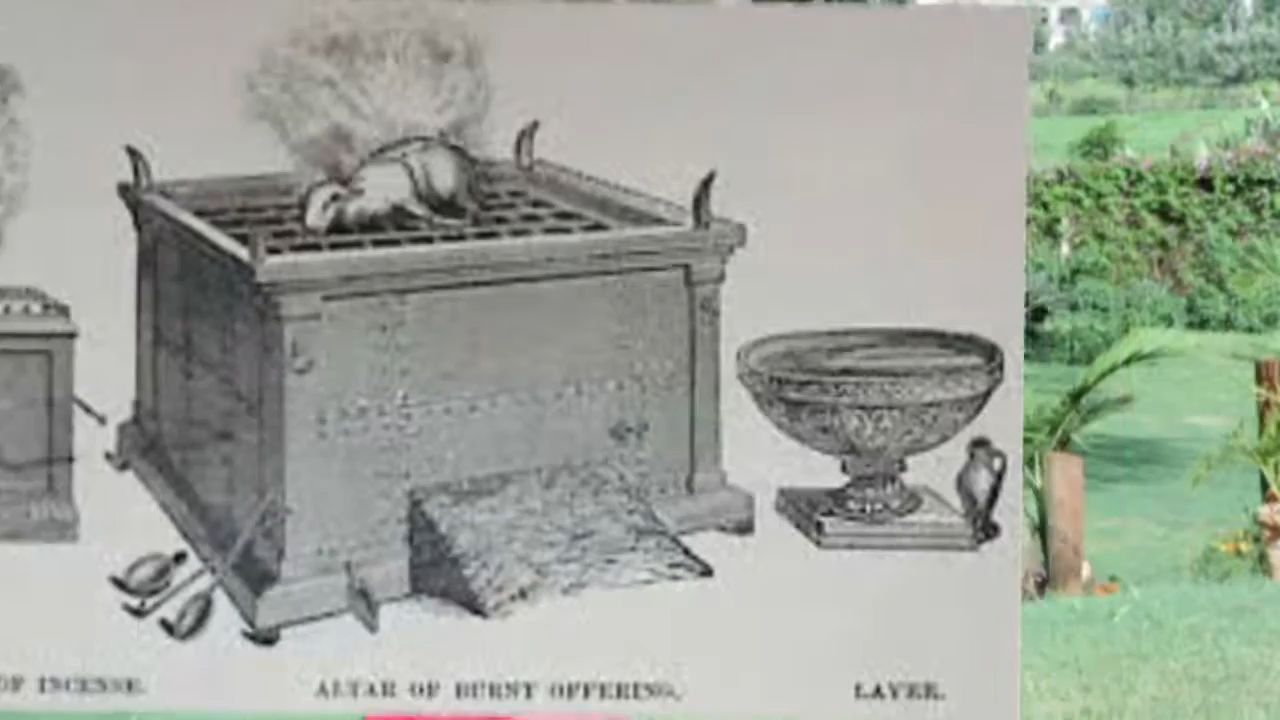 OF INCENSE.
ALTAR OF BURNT OFFERING.
LAVER.